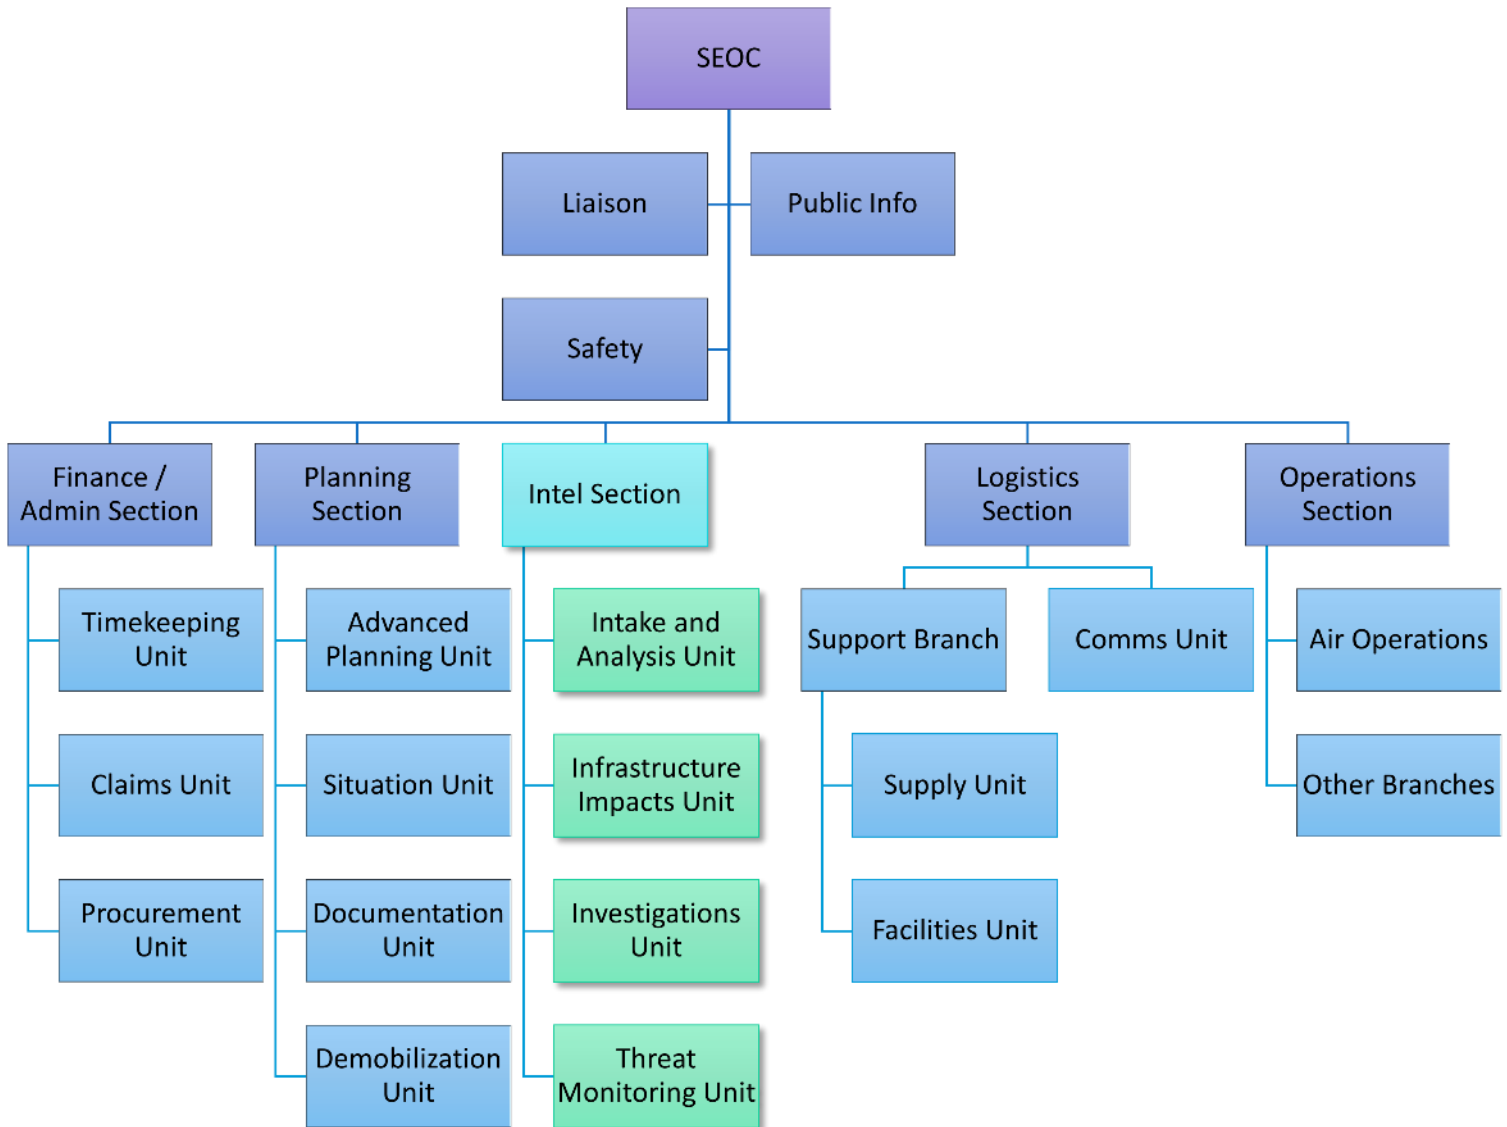 SEOC
Liaison
Public Info
Safety
Finance /
Admin Section
Planning
Section
Intel Section
Logistics
Section
Operations
Section
Timekeeping
Unit
Advanced
Planning Unit
Intake and
Analysis Unit
Support Branch
Comms Unit
Air Operations
Claims Unit
Situation Unit
Infrastructure
Impacts Unit
Supply Unit
Other Branches
Procurement
Unit
Documentation
Unit
Investigations
Unit
Facilities Unit
Demobilization
Unit
Threat
Monitoring Unit